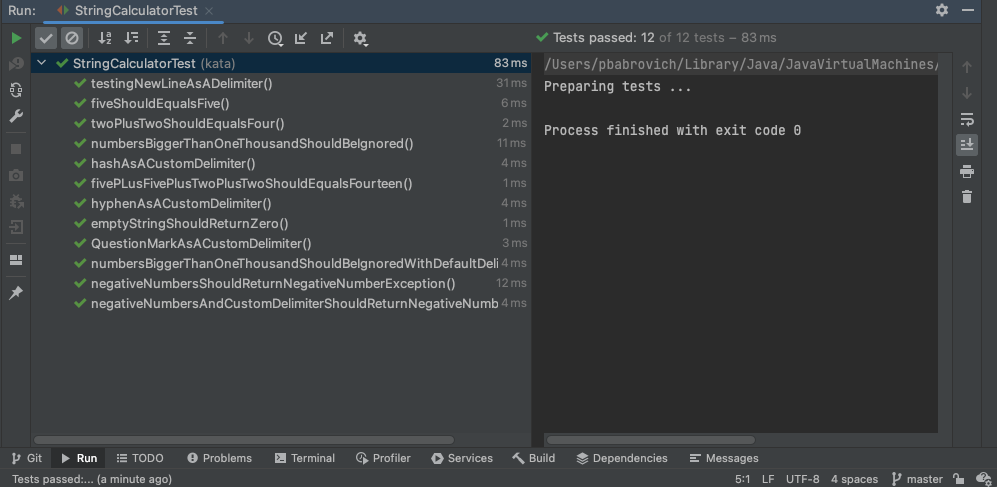 Run: StringCalculatorTest
Tests passed: 12 of 12 tests – 83 ms
StringCalculatorTest (kata) 83 ms
testingNewLineAsADelimiter() 31 ms
fiveShouldEqualsFive() 6 ms
twoPlusTwoShouldEqualsFour() 2 ms
numbersBiggerThanOneThousandShouldBeIgnored() 11 ms
hashAsACustomDelimiter() 4 ms
fivePLusFivePlusTwoPlusTwoShouldEqualsFourteen() 1 ms
hyphenAsACustomDelimiter() 4 ms
emptyStringShouldReturnZero() 1 ms
QuestionMarkAsACustomDelimiter() 3 ms
numbersBiggerThanOneThousandShouldBeIgnoredWithDefaultDeli 4 ms
negativeNumbersShouldReturnNegativeNumberException() 12 ms
negativeNumbersAndCustomDelimiterShouldReturnNegativeNumb 4 ms
/Users/pbabrovich/Library/Java/JavaVirtualMachines/
Preparing tests ...
Process finished with exit code 0
Git Run TODO Problems Terminal Profiler Services Build Dependencies Messages
Tests passed:... (a minute ago) 5:1 LF UTF-8 4 spaces master